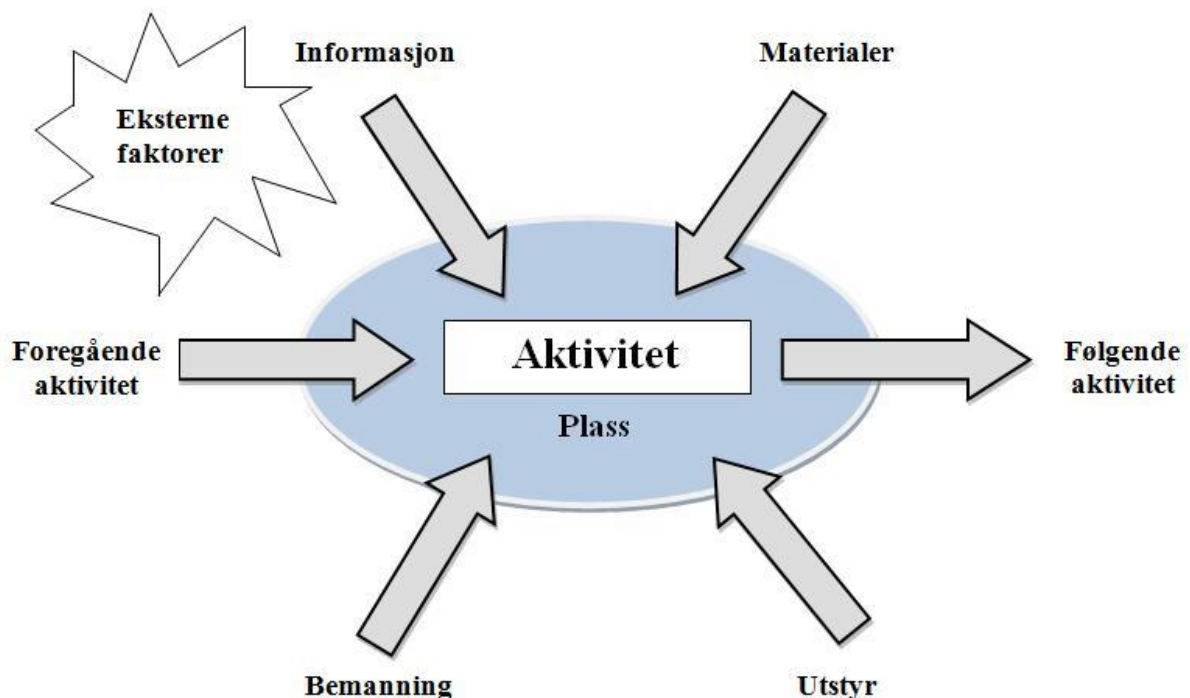 Informasjon
Materialer
Eksterne
faktorer
Foregående
aktivitet
Aktivitet
Plass
Følgende
aktivitet
Bemanning
Utstyr